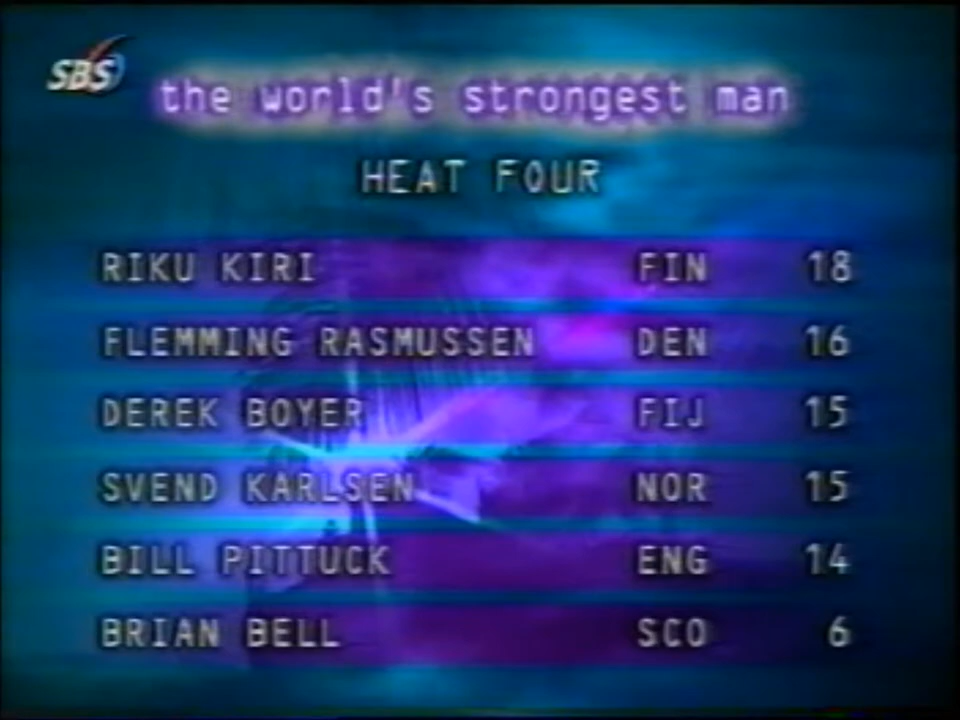 SBS
the world's strongest man
HEAT FOUR
RIKU KIRI FIN 18
FLEMMING RASMUSSEN DEN 16
DEREK BOYER FIJ 15
SVEND KARLSEN NOR 15
BILL PITTUCK ENG 14
BRIAN BELL SCO 6